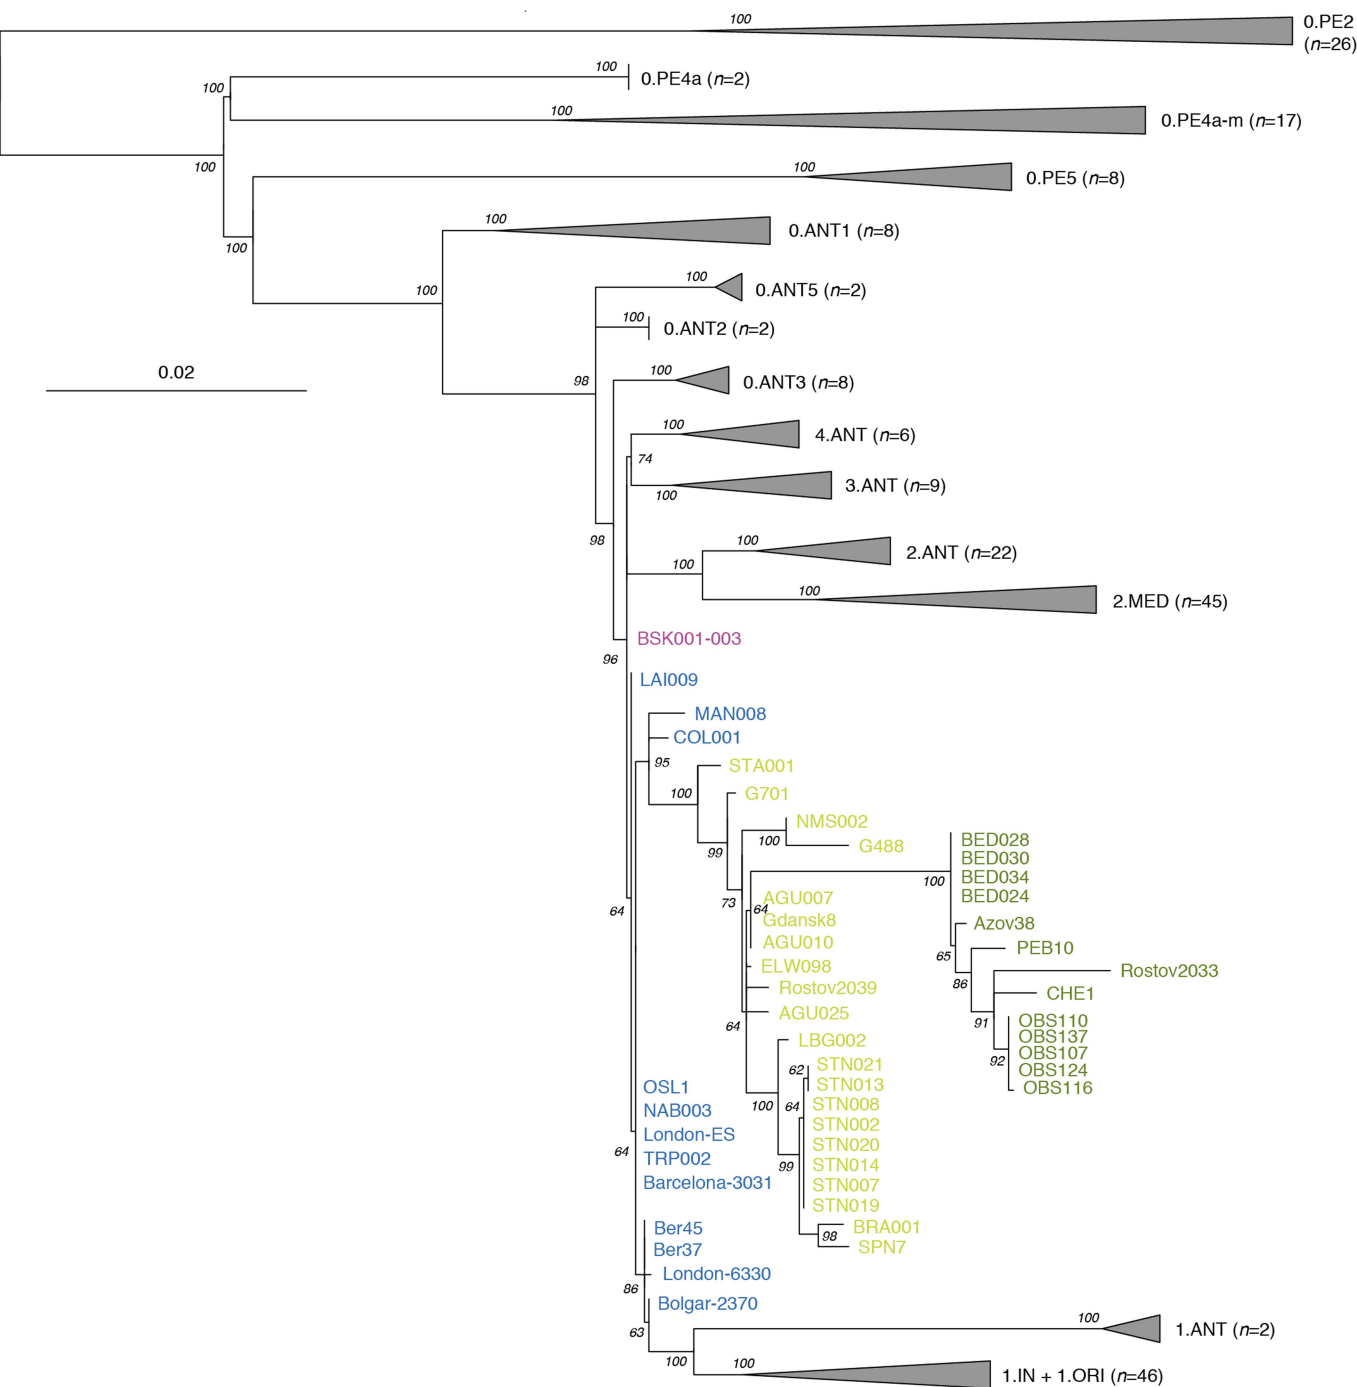 100
0.PE2
(n=26)
100
0.PE4a (n=2)
100
100
0.PE4a-m (n=17)
100
100
0.PE5 (n=8)
100
100
0.ANT1 (n=8)
100
100
0.ANT5 (n=2)
100
0.ANT2 (n=2)
0.02
98
100
0.ANT3 (n=8)
100
4.ANT (n=6)
74
100
3.ANT (n=9)
98
100
2.ANT (n=22)
100
100
2.MED (n=45)
BSK001-003
96
LAI009
MAN008
COL001
95
STA001
100
G701
NMS002
100
G488
99
BED028
BED030
BED034
BED024
100
73
64
AGU007
Gdansk8
AGU010
64
Azov38
PEB10
65
ELW098
Rostov2033
86
Rostov2039
CHE1
AGU025
91
64
OBS110
OBS137
OBS107
OBS124
OBS116
92
LBG002
62
STN021
STN013
100
64
STN008
STN002
STN020
STN014
STN007
STN019
99
OSL1
NAB003
London-ES
TRP002
Barcelona-3031
64
BRA001
98
SPN7
Ber45
Ber37
London-6330
86
Bolgar-2370
63
100
1.ANT (n=2)
100
100
1.IN + 1.ORI (n=46)